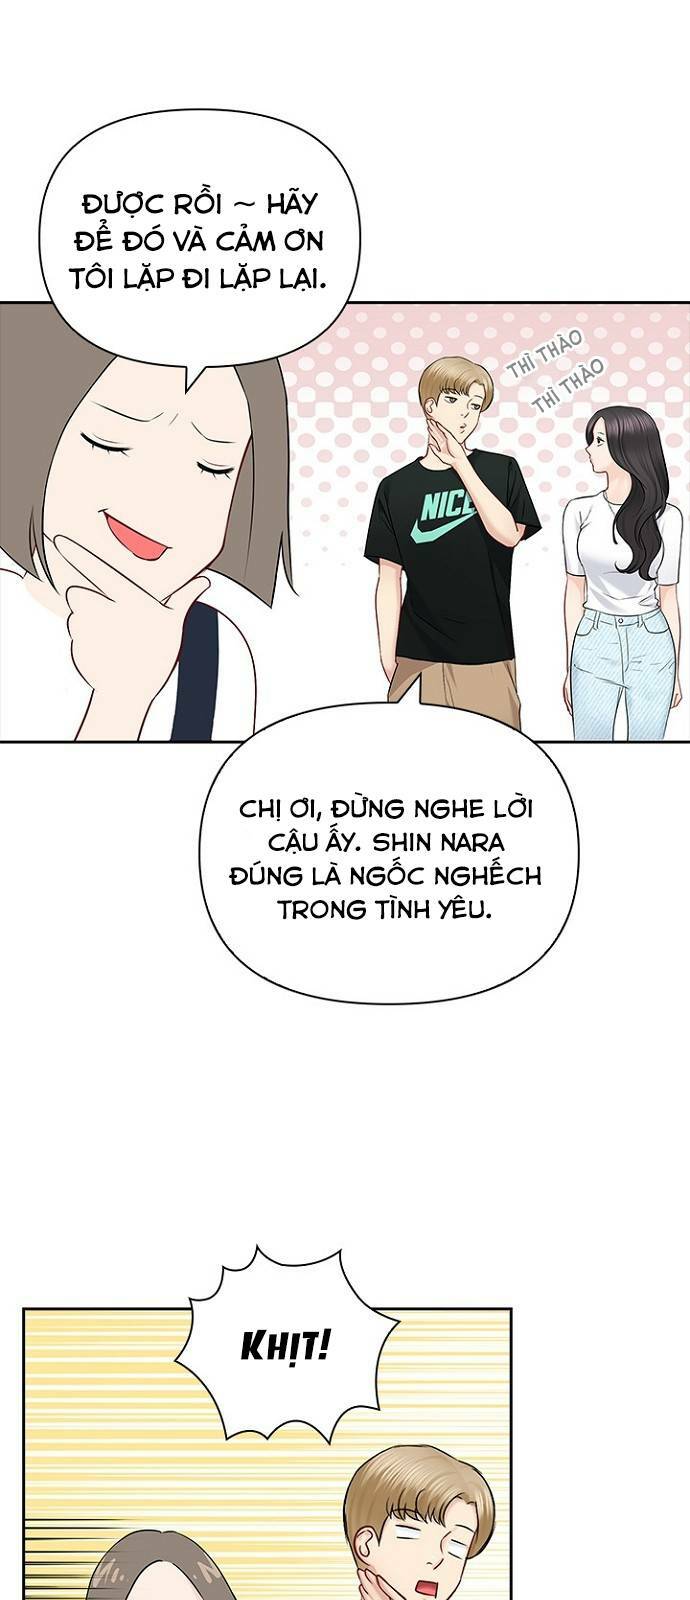 ĐƯỢC RỒI ~ HÃY
ĐỂ ĐÓ VÀ CẢM ƠN
TÔI LẶP ĐI LẶP LẠI.
THÌ THÀO
THÌ THÀO
NICE
CHỊ ƠI, ĐỪNG NGHE LỜI
CẬU ẤY. SHIN NARA
ĐÚNG LÀ NGỐC NGHẾCH
TRONG TÌNH YÊU.
KHỊT!